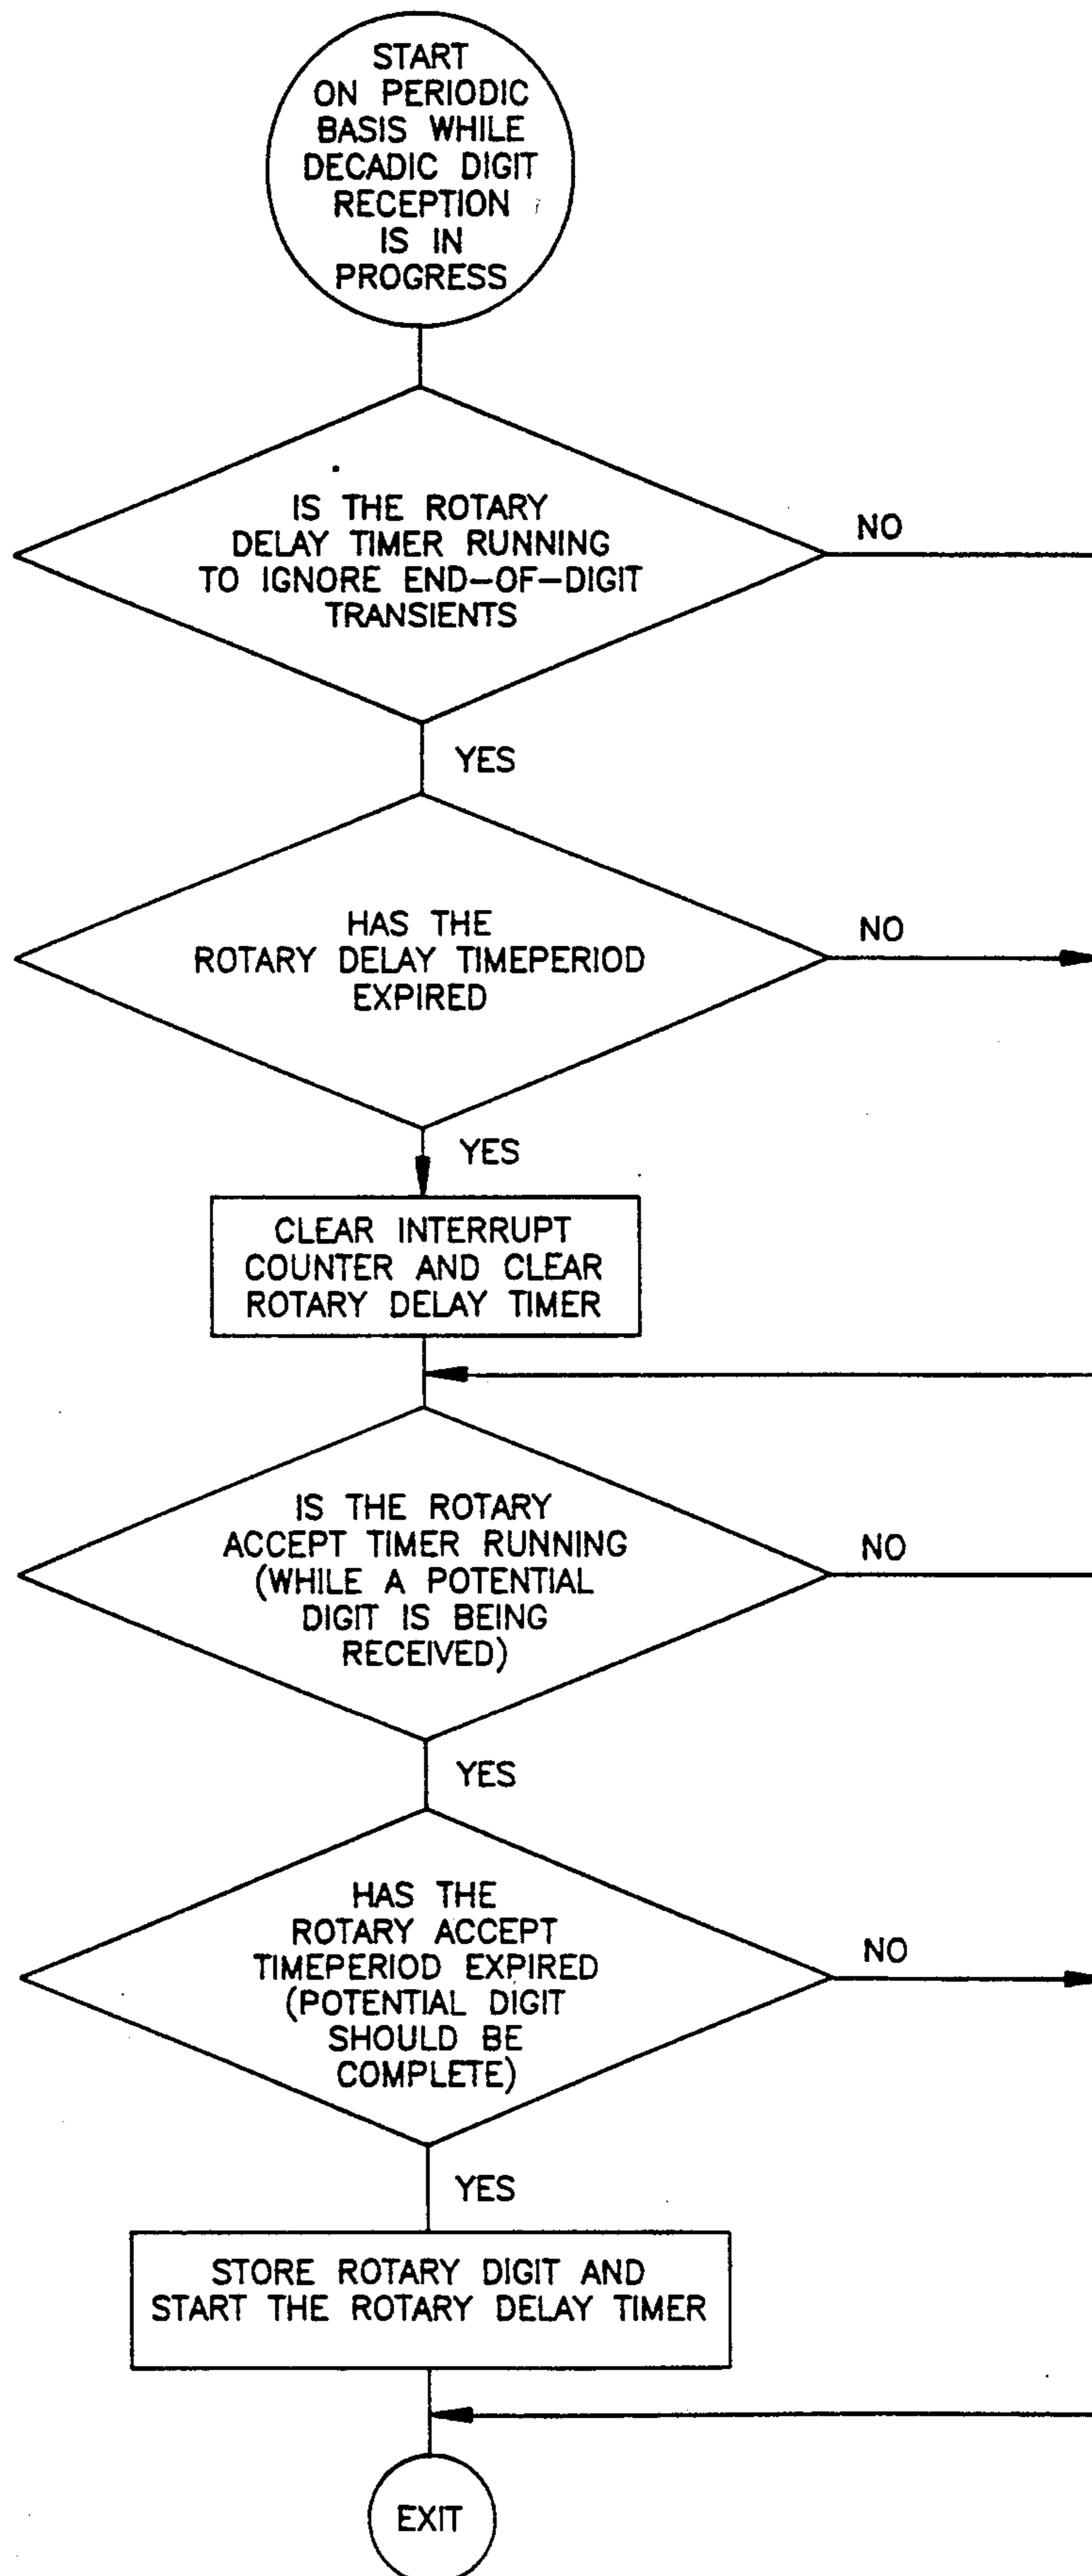 START
ON PERIODIC
BASIS WHILE
DECADIC DIGIT
RECEPTION
IS IN
PROGRESS
IS THE ROTARY
DELAY TIMER RUNNING
TO IGNORE END-OF-DIGIT
TRANSIENTS
NO
YES
HAS THE
ROTARY DELAY TIMEPERIOD
EXPIRED
NO
YES
CLEAR INTERRUPT
COUNTER AND CLEAR
ROTARY DELAY TIMER
IS THE ROTARY
ACCEPT TIMER RUNNING
(WHILE A POTENTIAL
DIGIT IS BEING
RECEIVED)
NO
YES
HAS THE
ROTARY ACCEPT
TIMEPERIOD EXPIRED
(POTENTIAL DIGIT
SHOULD BE
COMPLETE)
NO
YES
STORE ROTARY DIGIT AND
START THE ROTARY DELAY TIMER
EXIT